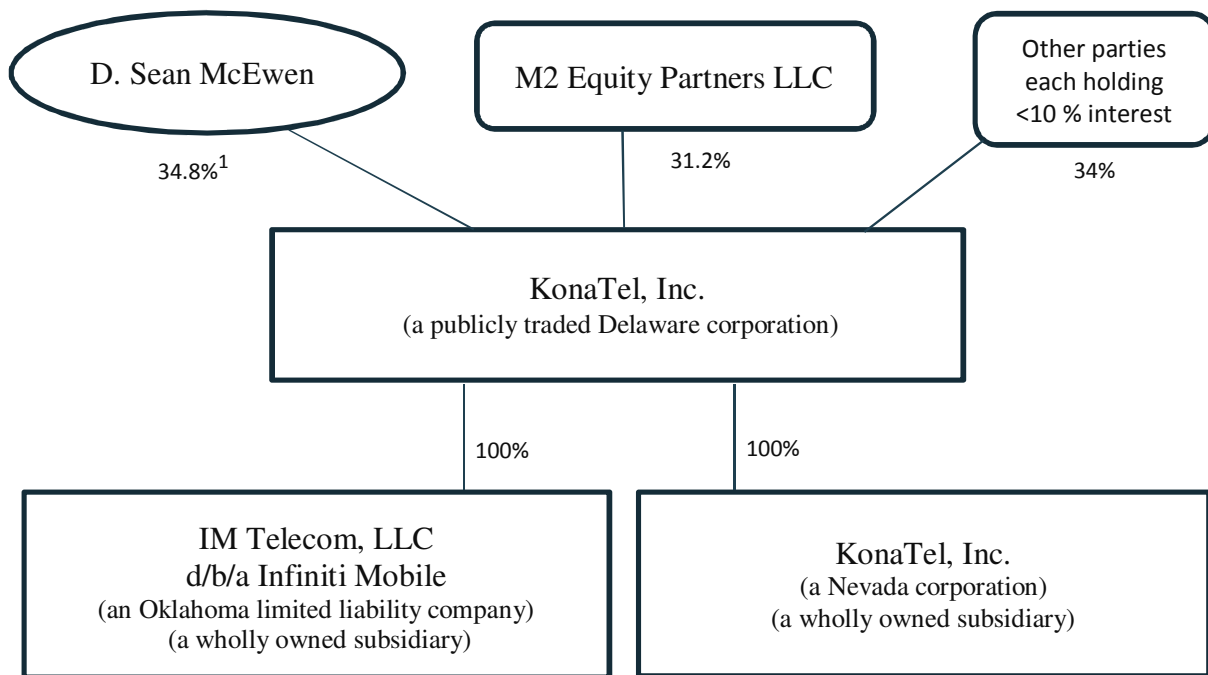 D. Sean McEwen
M2 Equity Partners LLC
Other parties
each holding
<10 % interest
34.8%1
31.2%
34%
KonaTel, Inc.
(a publicly traded Delaware corporation)
100%
100%
IM Telecom, LLC
d/b/a Infiniti Mobile
(an Oklahoma limited liability company)
(a wholly owned subsidiary)
KonaTel, Inc.
(a Nevada corporation)
(a wholly owned subsidiary)